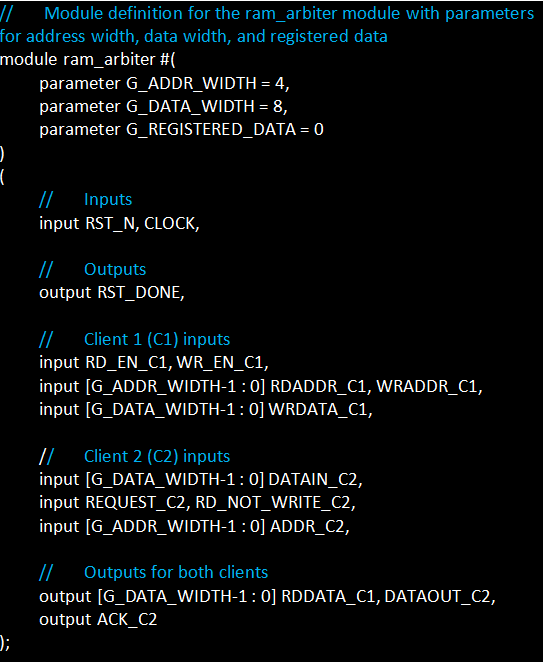 // Module definition for the ram_arbiter module with parameters
for address width, data width, and registered data
module ram_arbiter #(
parameter G_ADDR_WIDTH = 4,
parameter G_DATA_WIDTH = 8,
parameter G_REGISTERED_DATA = 0
)
(
// Inputs
input RST_N, CLOCK,
// Outputs
output RST_DONE,
// Client 1 (C1) inputs
input RD_EN_C1, WR_EN_C1,
input [G_ADDR_WIDTH-1 : 0] RDADDR_C1, WRADDR_C1,
input [G_DATA_WIDTH-1 : 0] WRDATA_C1,
// Client 2 (C2) inputs
input [G_DATA_WIDTH-1 : 0] DATAIN_C2,
input REQUEST_C2, RD_NOT_WRITE_C2,
input [G_ADDR_WIDTH-1 : 0] ADDR_C2,
// Outputs for both clients
output [G_DATA_WIDTH-1 : 0] RDDATA_C1, DATAOUT_C2,
output ACK_C2
);